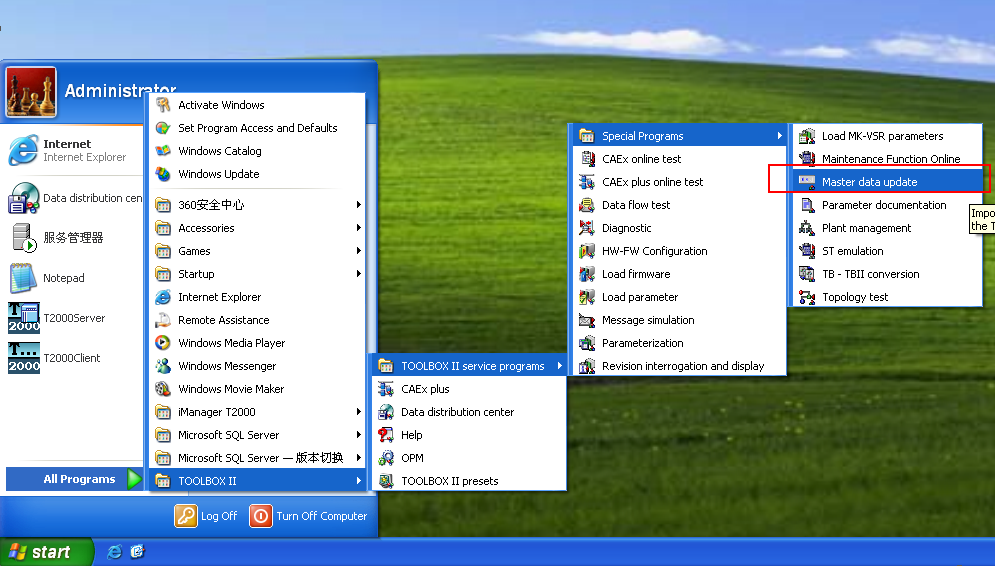 Administrator
Internet
Internet Explorer
Data distribution cen
服务管理器
Notepad
T2000Server
T2000Client
All Programs
Activate Windows
Set Program Access and Defaults
Windows Catalog
Windows Update
360安全中心
Accessories
Games
Startup
Internet Explorer
Remote Assistance
Windows Media Player
Windows Messenger
Windows Movie Maker
iManager T2000
Microsoft SQL Server
Microsoft SQL Server — 版本切换
TOOLBOX II
TOOLBOX II service programs
CAEx plus
Data distribution center
Help
OPM
TOOLBOX II presets
Special Programs
CAEx online test
CAEx plus online test
Data flow test
Diagnostic
HW-FW Configuration
Load firmware
Load parameter
Message simulation
Parameterization
Revision interrogation and display
Load MK-VSR parameters
Maintenance Function Online
Master data update
Parameter documentation
Plant management
ST emulation
TB - TBII conversion
Topology test
Impo
the T
Log Off
Turn Off Computer
start